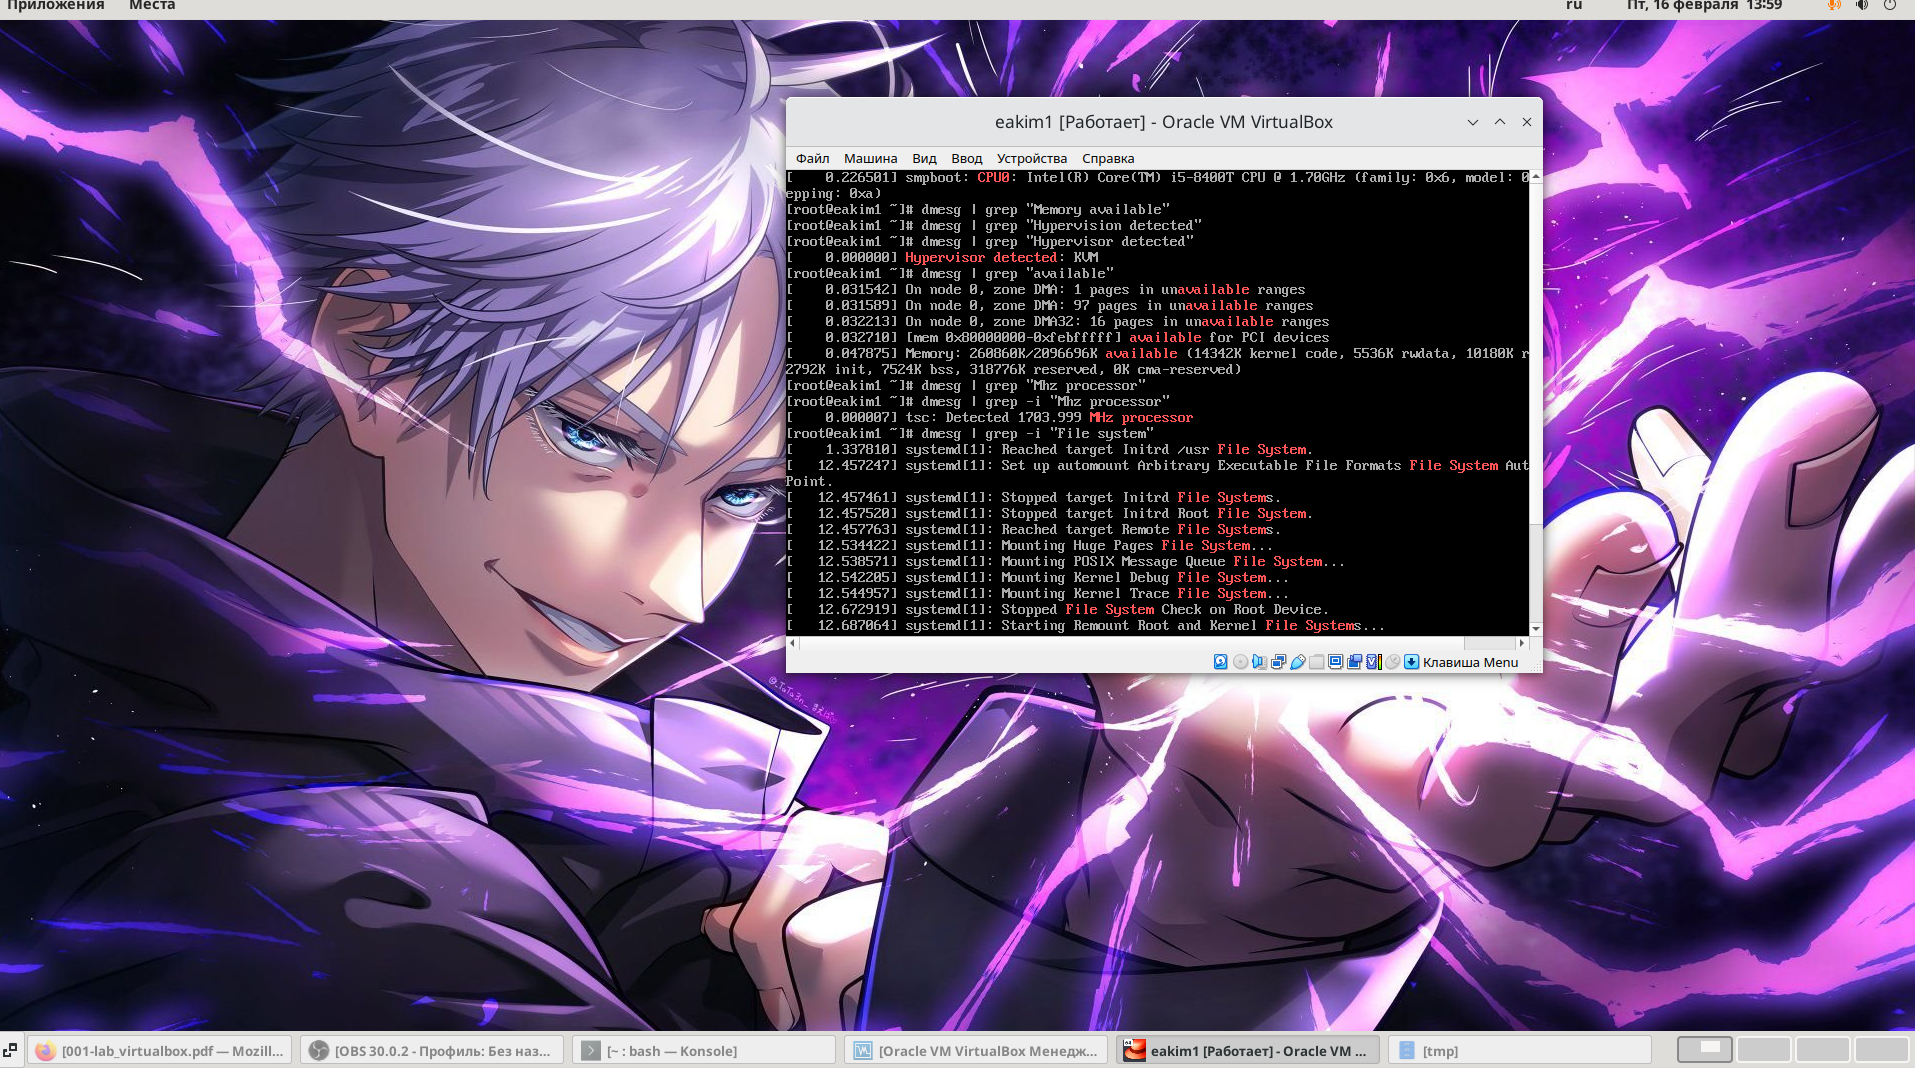 Приложения Места
ru Пт, 16 февраля 13:59
eakim1 [Работает] - Oracle VM VirtualBox
Файл Машина Вид Ввод Устройства Справка
[    0.226501] smpboot: CPU0: Intel(R) Core(TM) i5-8400T CPU @ 1.70GHz (family: 0x6, model: 0
epping: 0xa)
[root@eakim1 ~]# dmesg | grep "Memory available"
[root@eakim1 ~]# dmesg | grep "Hypervision detected"
[root@eakim1 ~]# dmesg | grep "Hypervisor detected"
[    0.000000] Hypervisor detected: KVM
[root@eakim1 ~]# dmesg | grep "available"
[    0.031542] On node 0, zone DMA: 1 pages in unavailable ranges
[    0.031589] On node 0, zone DMA: 97 pages in unavailable ranges
[    0.032213] On node 0, zone DMA32: 16 pages in unavailable ranges
[    0.032710] [mem 0x80000000-0xfebfffff] available for PCI devices
[    0.047875] Memory: 260860K/2096696K available (14342K kernel code, 5536K rwdata, 10180K r
2792K init, 7524K bss, 318776K reserved, 0K cma-reserved)
[root@eakim1 ~]# dmesg | grep "Mhz processor"
[root@eakim1 ~]# dmesg | grep -i "Mhz processor"
[    0.000007] tsc: Detected 1703.999 MHz processor
[root@eakim1 ~]# dmesg | grep -i "File system"
[    1.337810] systemd[1]: Reached target Initrd /usr File System.
[   12.457247] systemd[1]: Set up automount Arbitrary Executable File Formats File System Aut
Point.
[   12.457461] systemd[1]: Stopped target Initrd File Systems.
[   12.457520] systemd[1]: Stopped target Initrd Root File System.
[   12.457763] systemd[1]: Reached target Remote File Systems.
[   12.534422] systemd[1]: Mounting Huge Pages File System...
[   12.538571] systemd[1]: Mounting POSIX Message Queue File System...
[   12.542205] systemd[1]: Mounting Kernel Debug File System...
[   12.544957] systemd[1]: Mounting Kernel Trace File System...
[   12.672919] systemd[1]: Stopped File System Check on Root Device.
[   12.687064] systemd[1]: Starting Remount Root and Kernel File Systems...
Клавиша Menu
[001-lab_virtualbox.pdf — Mozill... [OBS 30.0.2 - Профиль: Без наз... [~ : bash — Konsole] [Oracle VM VirtualBox Менедж... eakim1 [Работает] - Oracle VM ... [tmp]